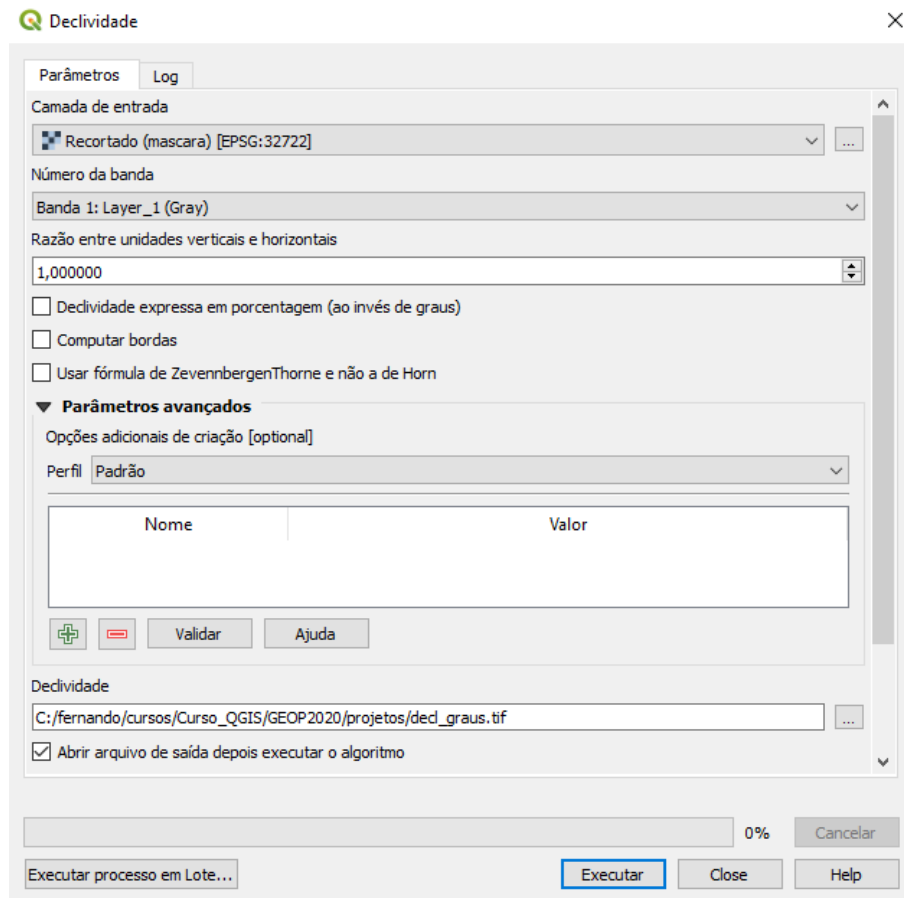 Declividade
Parâmetros
Log
Camada de entrada
Recortado (mascara) [EPSG:32722]
...
Número da banda
Banda 1: Layer_1 (Gray)
Razão entre unidades verticais e horizontais
1,000000
Declividade expressa em porcentagem (ao invés de graus)
Computar bordas
Usar fórmula de ZevennbergenThorne e não a de Horn
Parâmetros avançados
Opções adicionais de criação [optional]
Perfil Padrão
Nome Valor
Validar Ajuda
Declividade
C:/fernando/cursos/Curso_QGIS/GEOP2020/projetos/decl_graus.tif
...
Abrir arquivo de saída depois executar o algoritmo
0% Cancelar
Executar processo em Lote... Executar Close Help